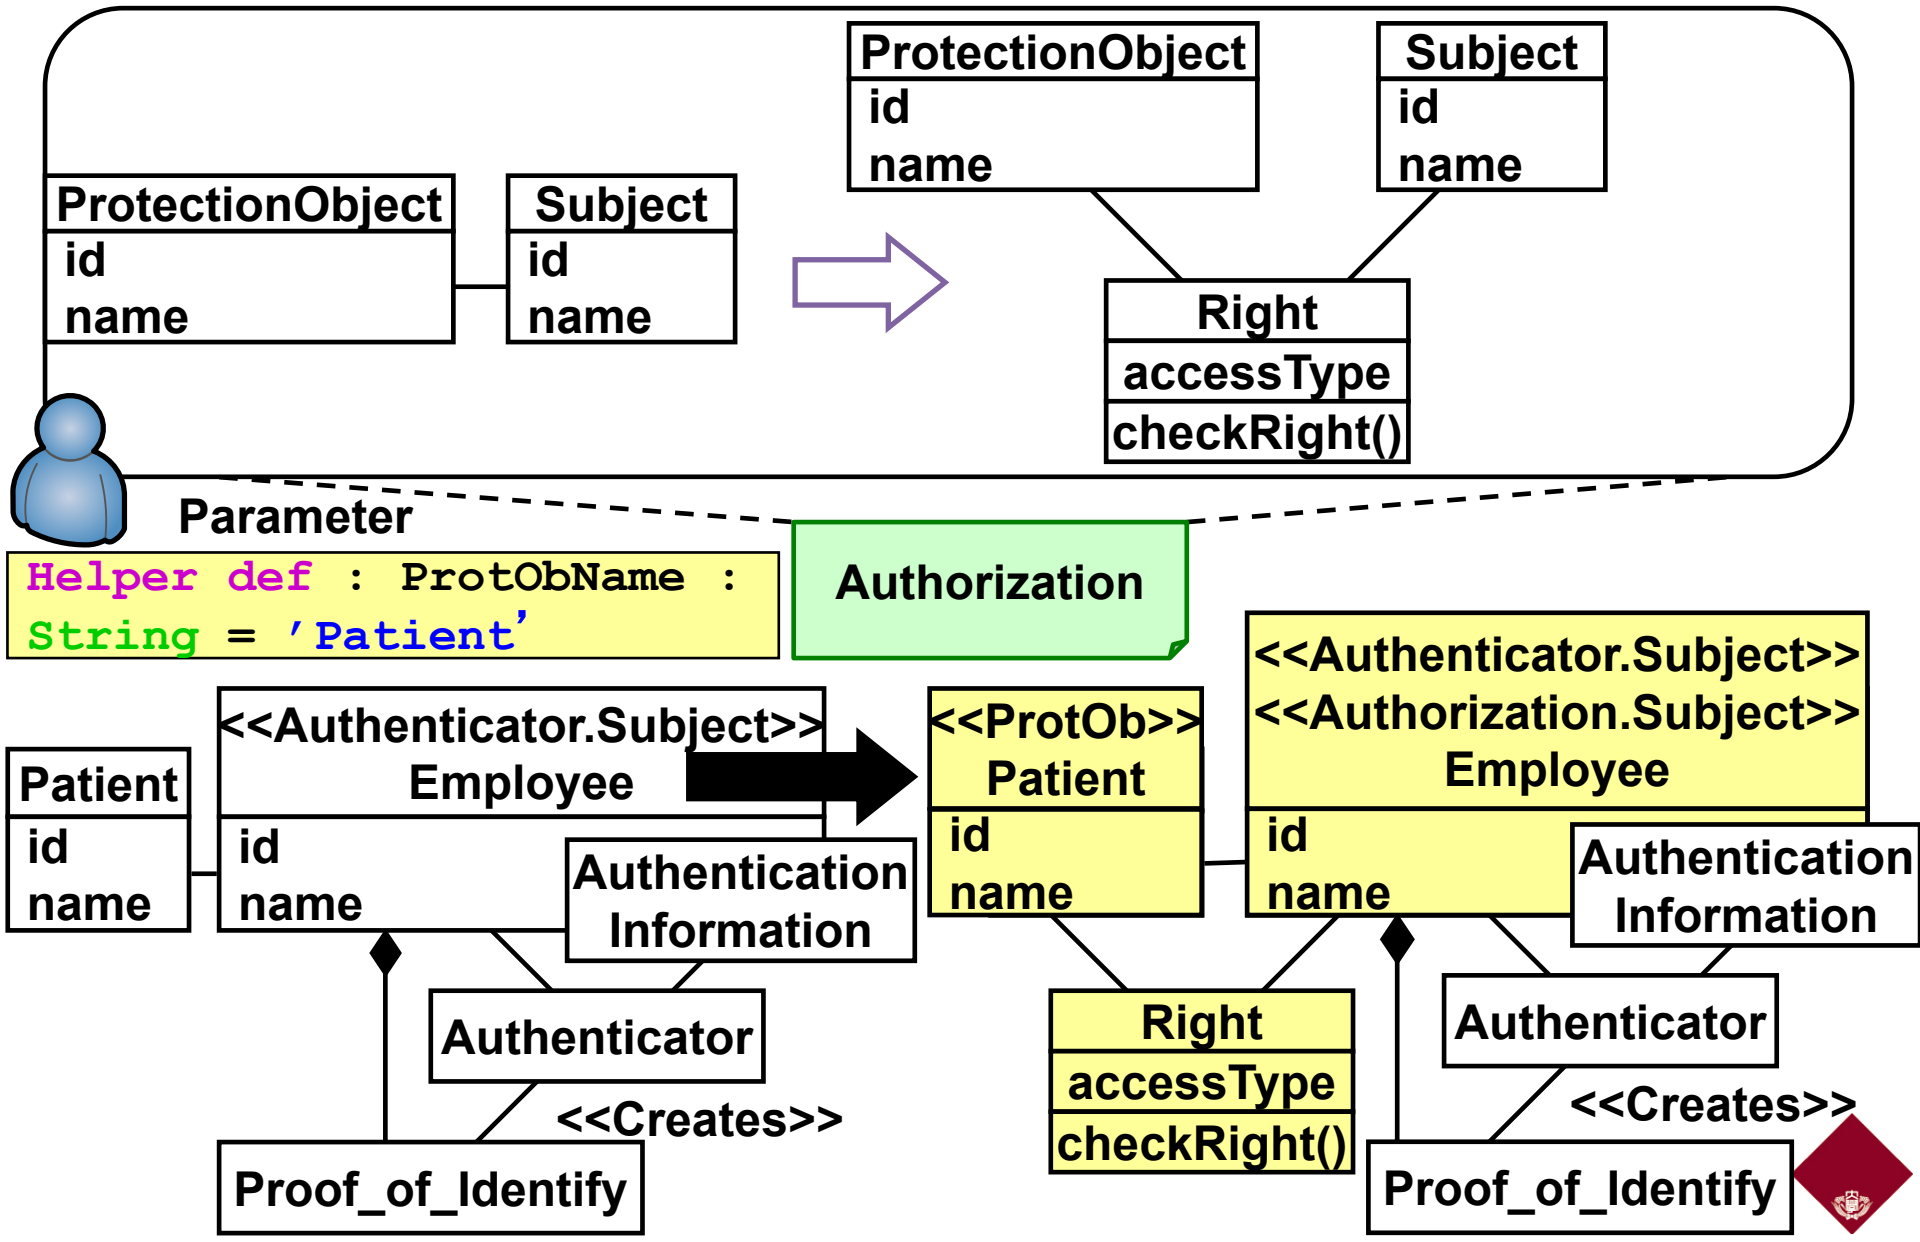 ProtectionObject
id
name
Subject
id
name
ProtectionObject
id
name
Subject
id
name
Right
accessType
checkRight()
Parameter
Helper def : ProtObName :
String = ’Patient’
Authorization
Patient
id
name
<<Authenticator.Subject>>
Employee
id
name
Authentication
Information
Authenticator
<<Creates>>
Proof_of_Identify
<<ProtOb>>
Patient
id
name
<<Authenticator.Subject>>
<<Authorization.Subject>>
Employee
id
name
Authentication
Information
Right
accessType
checkRight()
Authenticator
<<Creates>>
Proof_of_Identify